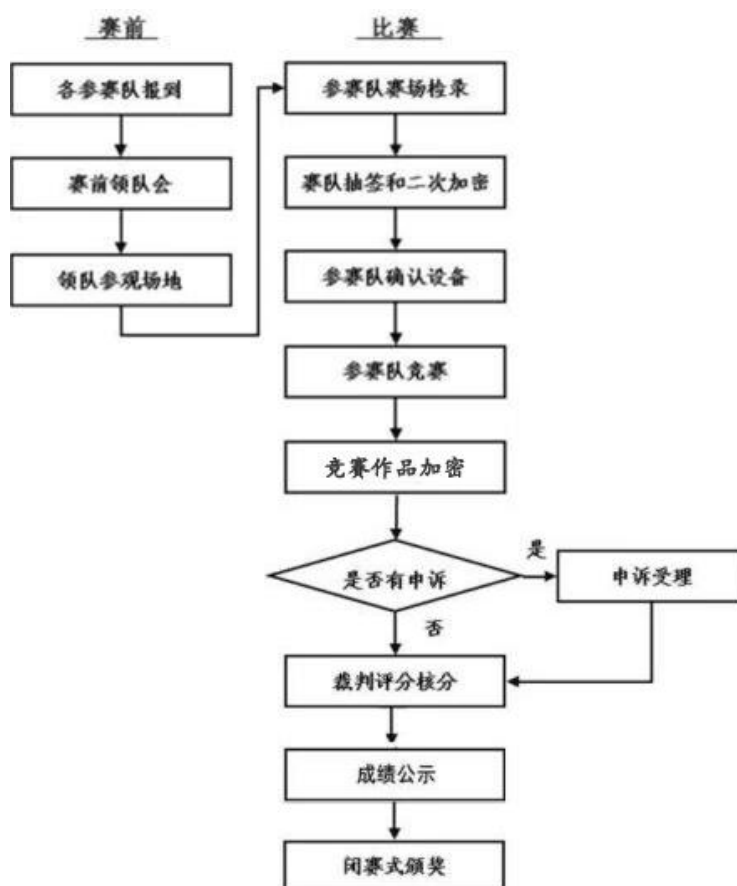 赛前
各参赛队报到
赛前领队会
领队参观场地
比赛
参赛队赛场检录
赛队抽签和二次加密
参赛队确认设备
参赛队竞赛
竞赛作品加密
是否有申诉
是
申诉受理
否
裁判评分核分
成绩公示
闭赛式颁奖